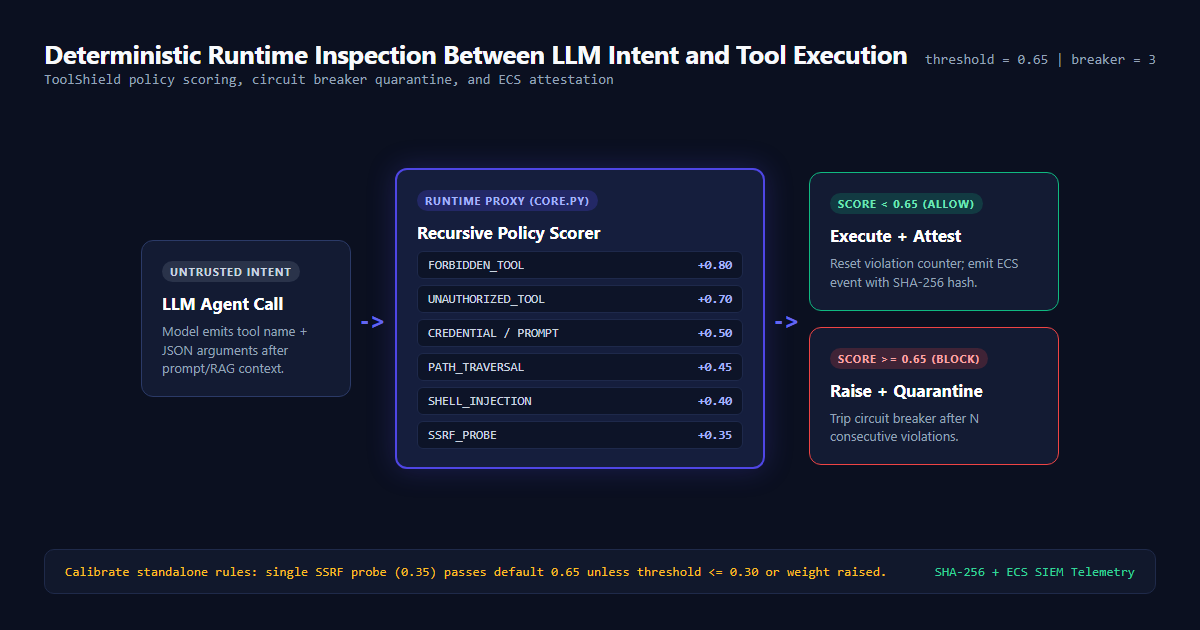 Deterministic Runtime Inspection Between LLM Intent and Tool Execution
threshold = 0.65 | breaker = 3
ToolShield policy scoring, circuit breaker quarantine, and ECS attestation
UNTRUSTED INTENT
LLM Agent Call
Model emits tool name +
JSON arguments after
prompt/RAG context.
->
RUNTIME PROXY (CORE.PY)
Recursive Policy Scorer
FORBIDDEN_TOOL +0.80
UNAUTHORIZED_TOOL +0.70
CREDENTIAL / PROMPT +0.50
PATH_TRAVERSAL +0.45
SHELL_INJECTION +0.40
SSRF_PROBE +0.35
->
SCORE < 0.65 (ALLOW)
Execute + Attest
Reset violation counter; emit ECS
event with SHA-256 hash.
SCORE >= 0.65 (BLOCK)
Raise + Quarantine
Trip circuit breaker after N
consecutive violations.
Calibrate standalone rules: single SSRF probe (0.35) passes default 0.65 unless threshold <= 0.30 or weight raised.
SHA-256 + ECS SIEM Telemetry